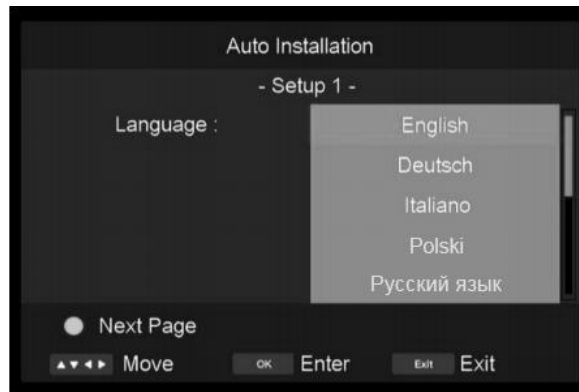 Auto Installation
- Setup 1 -
Language : English
Deutsch
Italiano
Polski
Русский язык
Next Page
▲▼◄► Move OK Enter Exit Exit